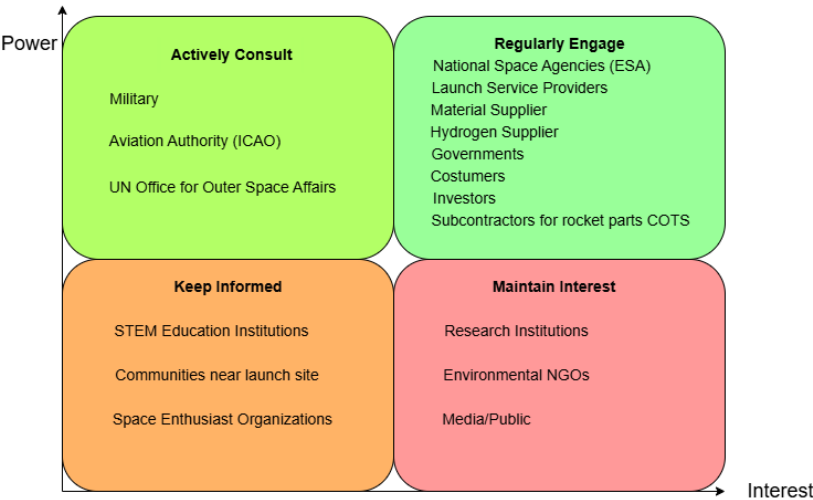 Power
Actively Consult
Military
Aviation Authority (ICAO)
UN Office for Outer Space Affairs
Regularly Engage
National Space Agencies (ESA)
Launch Service Providers
Material Supplier
Hydrogen Supplier
Governments
Costumers
Investors
Subcontractors for rocket parts COTS
Keep Informed
STEM Education Institutions
Communities near launch site
Space Enthusiast Organizations
Maintain Interest
Research Institutions
Environmental NGOs
Media/Public
Interest